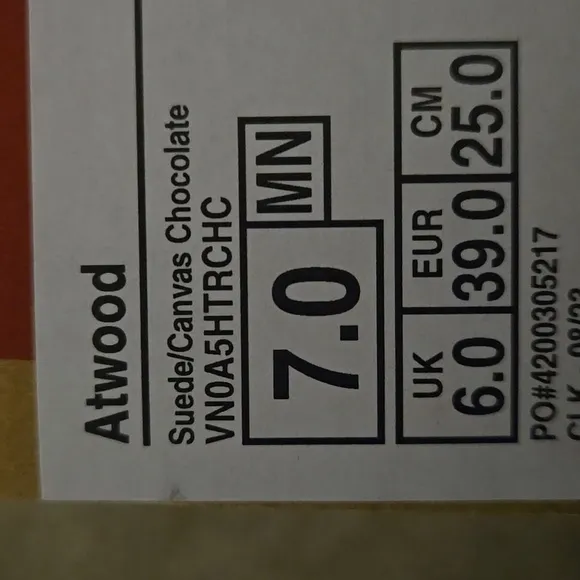 Atwood
Suede/Canvas Chocolate
VN0A5HTRCHC
7.0 MN
UK EUR CM
6.0 39.0 25.0
PO#4200305217